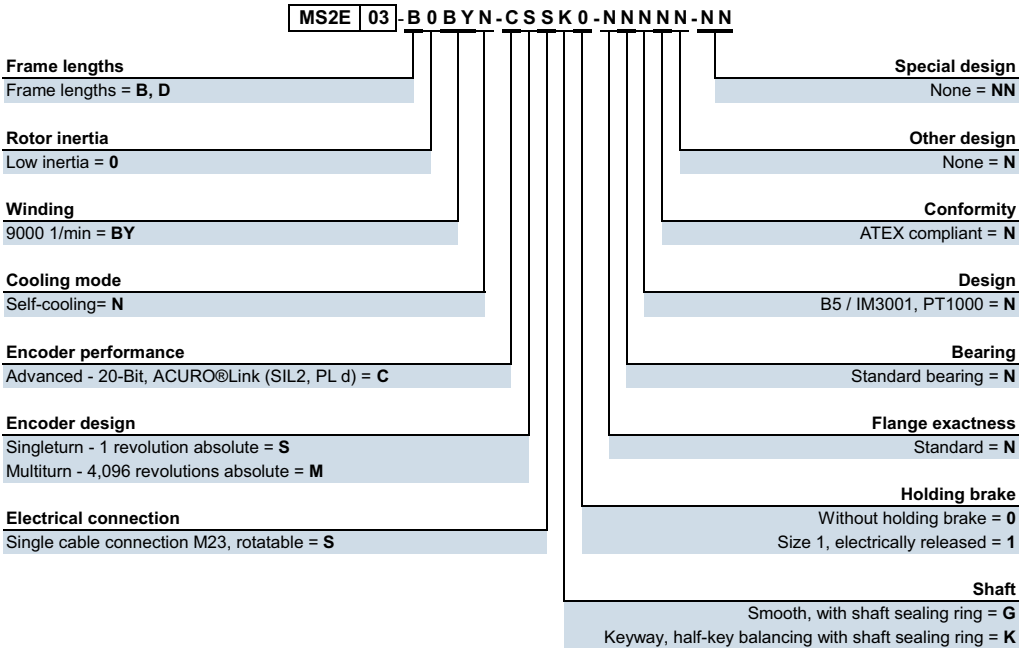 MS2E 03 -B0BYN-CSSK0-NNNNN-NN
Frame lengths
Frame lengths = B, D
Rotor inertia
Low inertia = 0
Winding
9000 1/min = BY
Cooling mode
Self-cooling= N
Encoder performance
Advanced - 20-Bit, ACURO®Link (SIL2, PL d) = C
Encoder design
Singleturn - 1 revolution absolute = S
Multiturn - 4,096 revolutions absolute = M
Electrical connection
Single cable connection M23, rotatable = S
Special design
None = NN
Other design
None = N
Conformity
ATEX compliant = N
Design
B5 / IM3001, PT1000 = N
Bearing
Standard bearing = N
Flange exactness
Standard = N
Holding brake
Without holding brake = 0
Size 1, electrically released = 1
Shaft
Smooth, with shaft sealing ring = G
Keyway, half-key balancing with shaft sealing ring = K